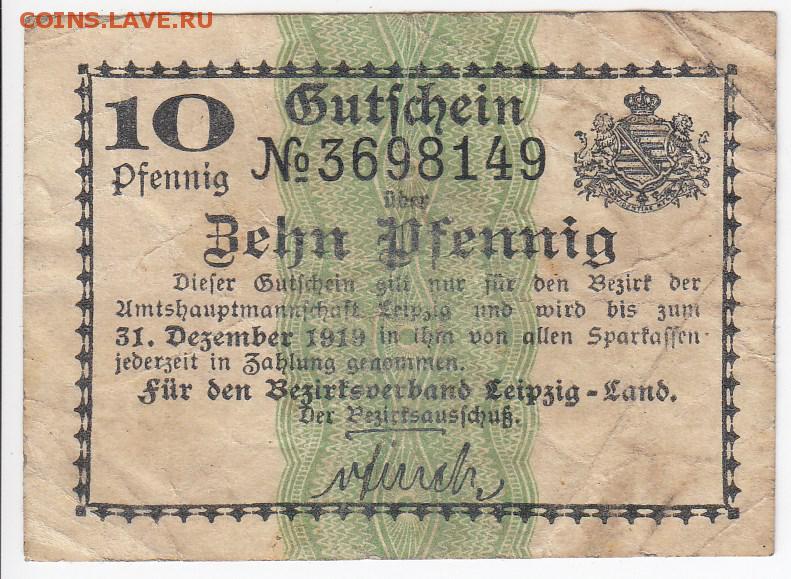 COINS.LAVE.RU
10 Gutschein
Pfennig № 3698149
über
Zehn Pfennig
Dieser Gutschein gilt nur für den Bezirk der
Amtshauptmannschaft Leipzig und wird bis zum
31. Dezember 1919 in ihm von allen Sparkassen
jederzeit in Zahlung genommen.
Für den Bezirksverband Leipzig-Land.
Der Bezirksausschuß.